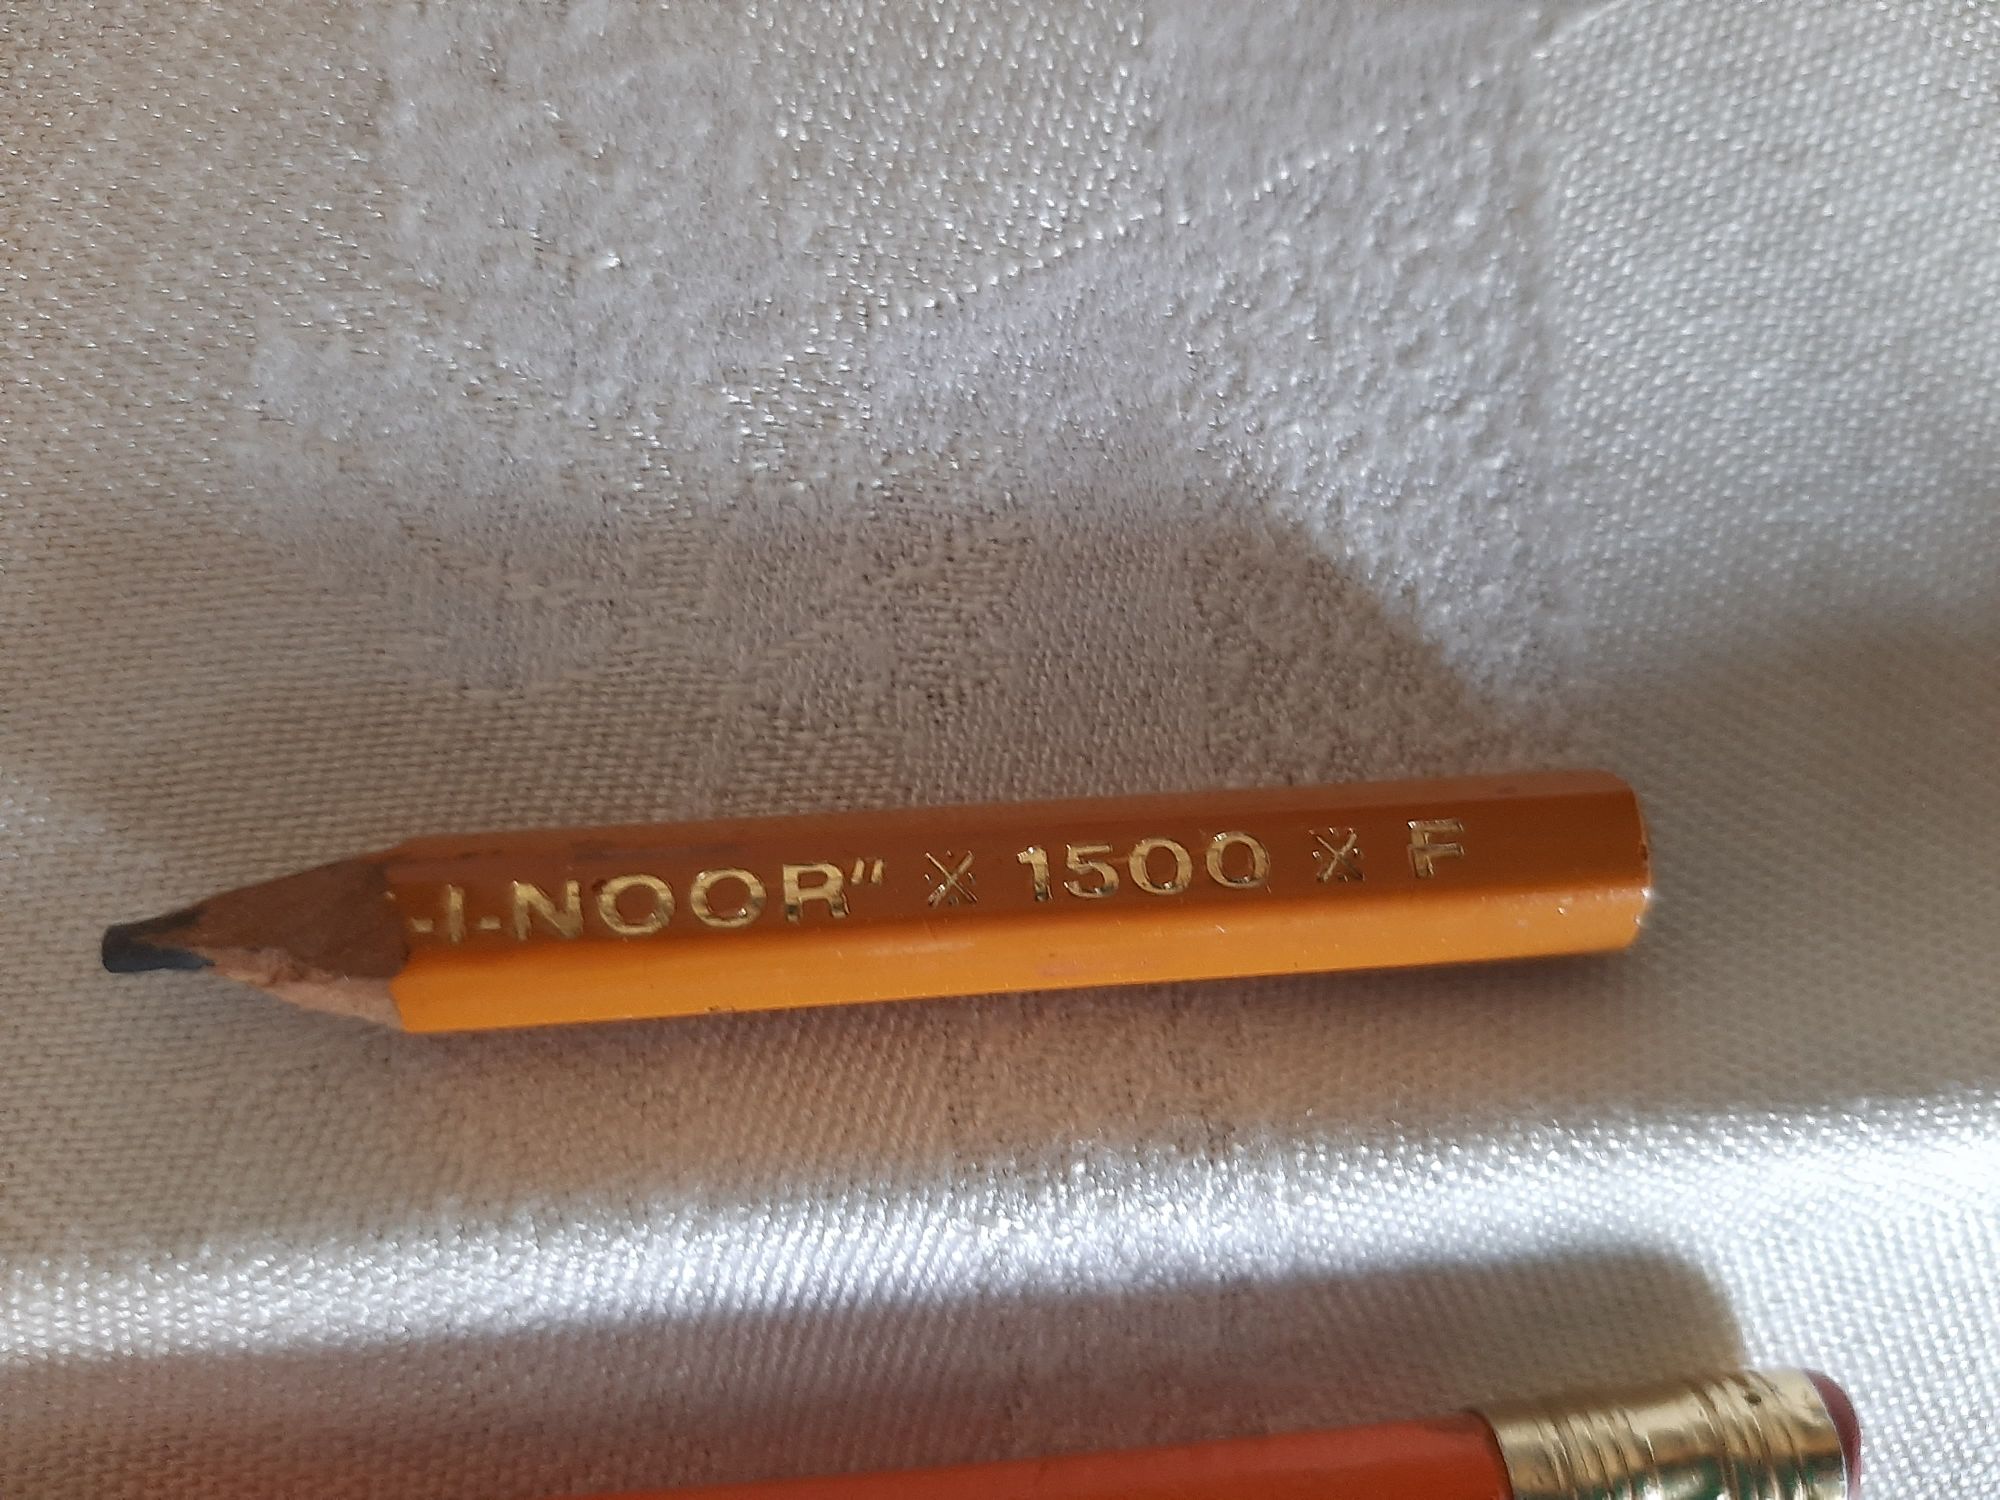 -I-NOOR" ※ 1500 ※ F